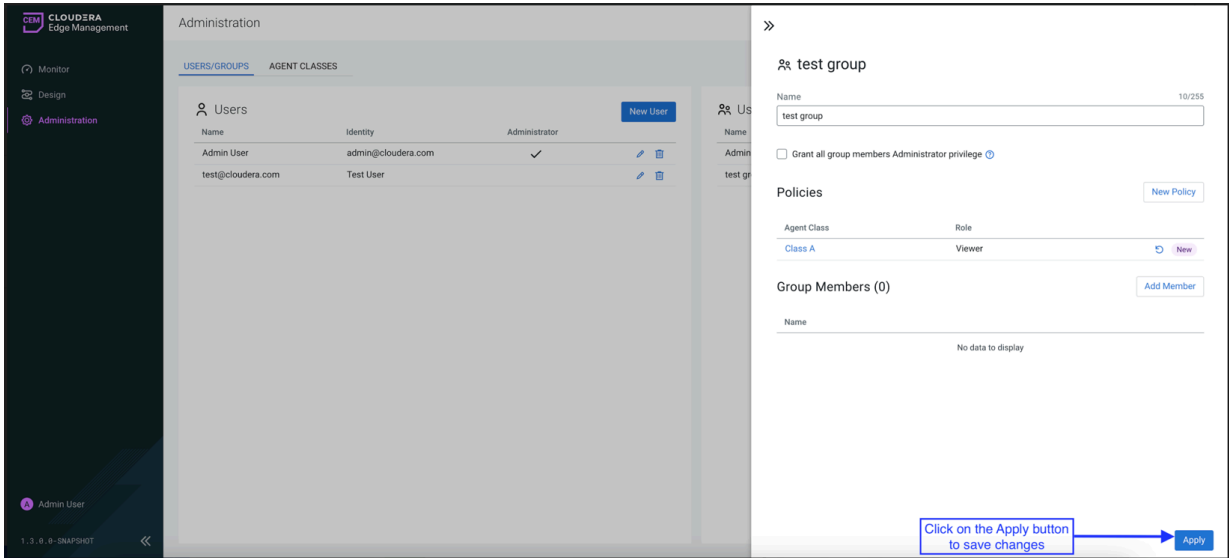 CEM CLOUDERA
Edge Management
Monitor
Design
Administration
A Admin User
1.3.0.0-SNAPSHOT
Administration
USERS/GROUPS AGENT CLASSES
Users
New User
Name Identity Administrator
Admin User admin@cloudera.com
test@cloudera.com Test User
Us
Name
Admin
test gr
test group
Name 10/255
test group
Grant all group members Administrator privilege
Policies
New Policy
Agent Class Role
Class A Viewer New
Group Members (0)
Add Member
Name
No data to display
Click on the Apply button
to save changes
Apply